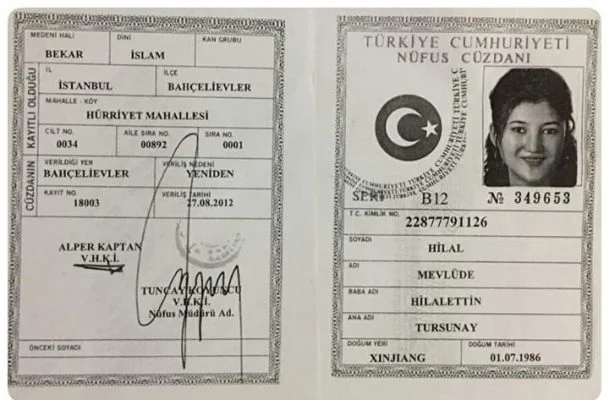 MEDENİ HALİ
DİNİ
KAN GRUBU
BEKAR
İSLAM
KAYITLI OLDUĞU
İL
İLÇE
İSTANBUL
BAHÇELİEVLER
MAHALLE - KÖY
HÜRRİYET MAHALLESİ
CİLT NO.
AİLE SIRA NO.
SIRA NO.
0034
00892
0001
CÜZDANIN
VERİLDİĞİ YER
VERİLİŞ NEDENİ
BAHÇELİEVLER
YENİDEN
KAYIT NO.
VERİLİŞ TARİHİ
18003
27.08.2012
ALPER KAPTAN
V.H.K.İ.
TUNCAY
V.H.K.İ.
Nüfus Müdürü Ad.
ÖNCEKİ SOYADI
TÜRKİYE CUMHURİYETİ
NÜFUS CÜZDANI
TÜRKİYE CUMHURİYETİ
SERİ B12 № 349653
T.C. KİMLİK NO.
22877791126
SOYADI
HİLAL
ADI
MEVLÜDE
BABA ADI
HİLALETTİN
ANA ADI
TURSUNAY
DOĞUM YERİ
DOĞUM TARİHİ
XINJIANG
01.07.1986